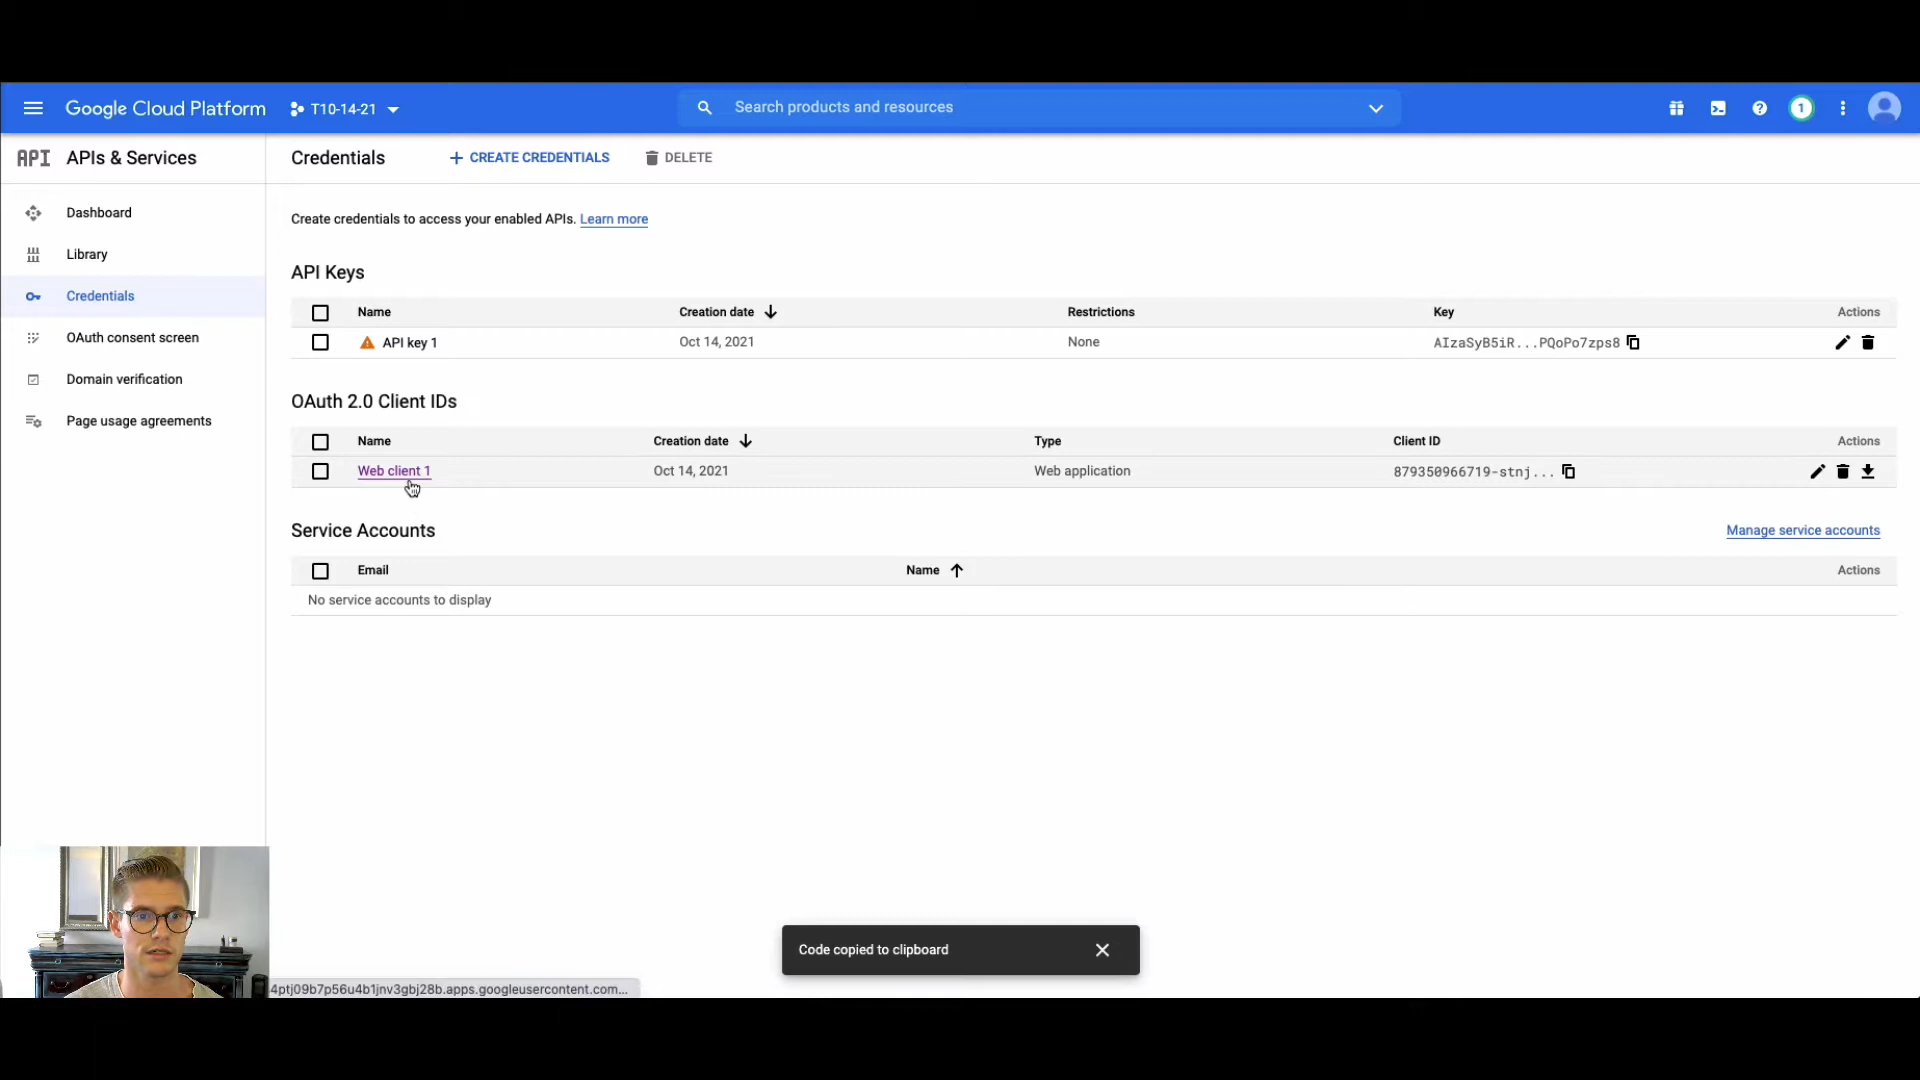 Google Cloud Platform
T10-14-21
Search products and resources
1
API APIs & Services
Credentials
CREATE CREDENTIALS
DELETE
Dashboard
Library
Credentials
OAuth consent screen
Domain verification
Page usage agreements
Create credentials to access your enabled APIs. Learn more
API Keys
Name Creation date Restrictions Key Actions
API key 1 Oct 14, 2021 None AIzaSyB5iR...PQoPo7zps8
OAuth 2.0 Client IDs
Name Creation date Type Client ID Actions
Web client 1 Oct 14, 2021 Web application 879350966719-stnj...
Service Accounts
Manage service accounts
Email Name Actions
No service accounts to display
Code copied to clipboard
4ptj09b7p56u4b1jnv3gbj28b.apps.googleusercontent.com...